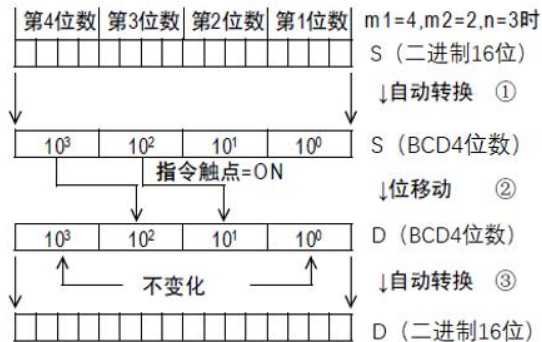 第4位数 第3位数 第2位数 第1位数 m1=4,m2=2,n=3时
S（二进制16位）
↓自动转换 ①
10³ 10² 10¹ 10⁰ S（BCD4位数）
指令触点=ON
↓位移动 ②
10³ 10² 10¹ 10⁰ D（BCD4位数）
不变化 ↓自动转换 ③
D（二进制16位）